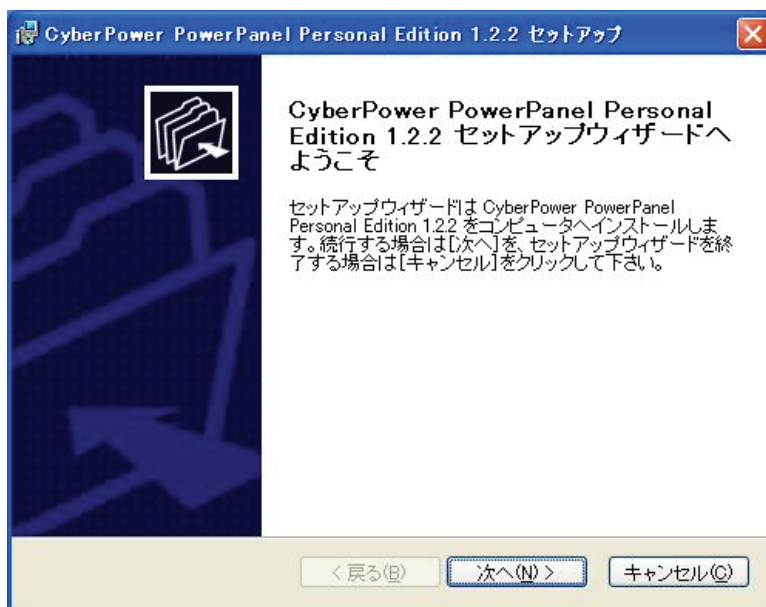 CyberPower PowerPanel Personal Edition 1.2.2 セットアップ
CyberPower PowerPanel Personal
Edition 1.2.2 セットアップウィザードへ
ようこそ
セットアップウィザードは CyberPower PowerPanel
Personal Edition 1.2.2 をコンピュータへインストールしま
す。続行する場合は[次へ]を、セットアップウィザードを終
了する場合は[キャンセル]をクリックして下さい。
< 戻る(B)
次へ(N) >
キャンセル(C)